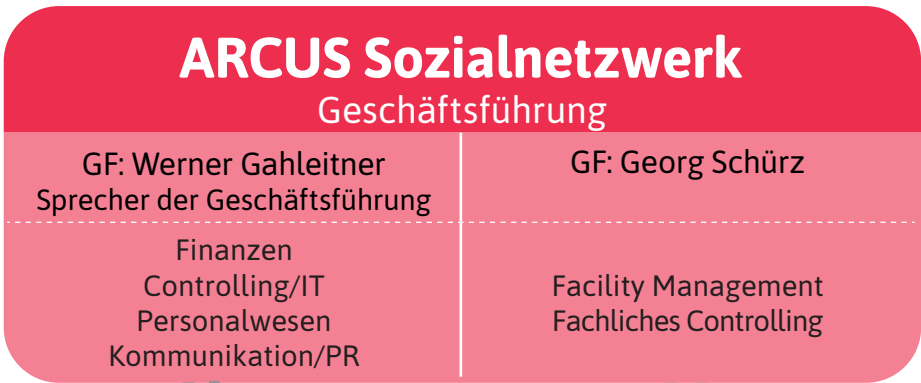 ARCUS Sozialnetzwerk
Geschäftsführung
GF: Werner Gahleitner
Sprecher der Geschäftsführung
GF: Georg Schürz
Finanzen
Controlling/IT
Personalwesen
Kommunikation/PR
Facility Management
Fachliches Controlling